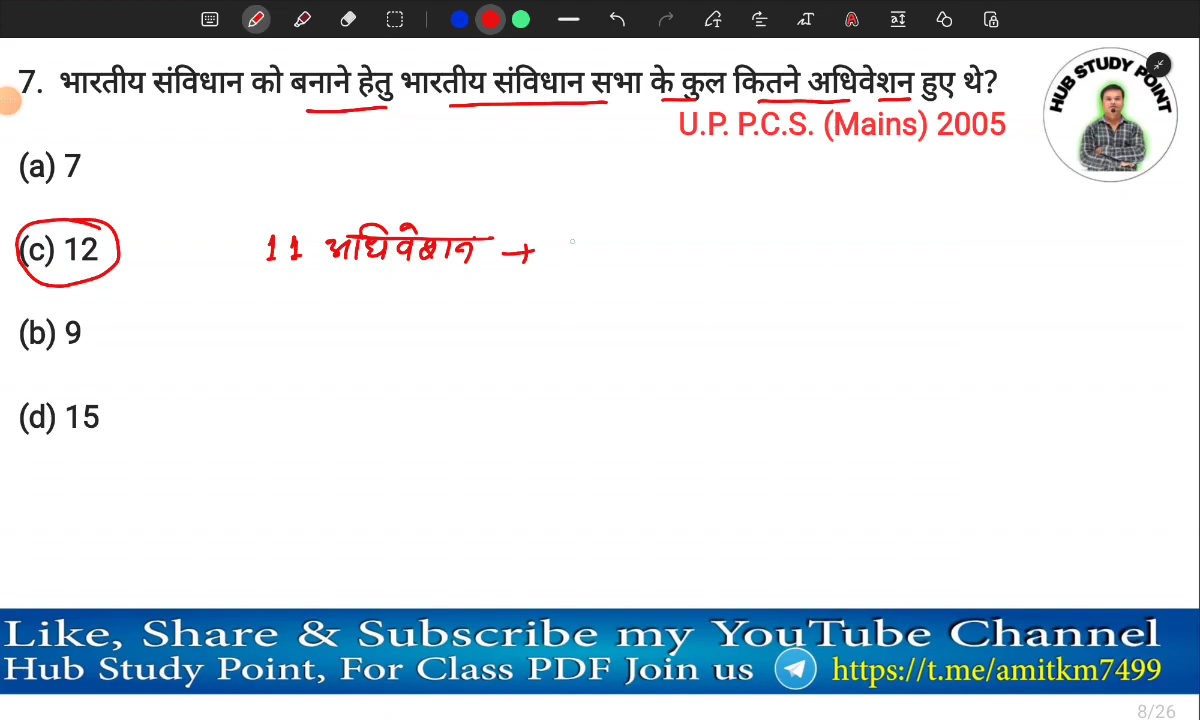 7. भारतीय संविधान को बनाने हेतु भारतीय संविधान सभा के कुल कितने अधिवेशन हुए थे?
U.P. P.C.S. (Mains) 2005
HUB STUDY POINT
(a) 7
(c) 12
11 अधिवेशन +
(b) 9
(d) 15
Like, Share & Subscribe my YouTube Channel
Hub Study Point, For Class PDF Join us https://t.me/amitkm7499
8/26